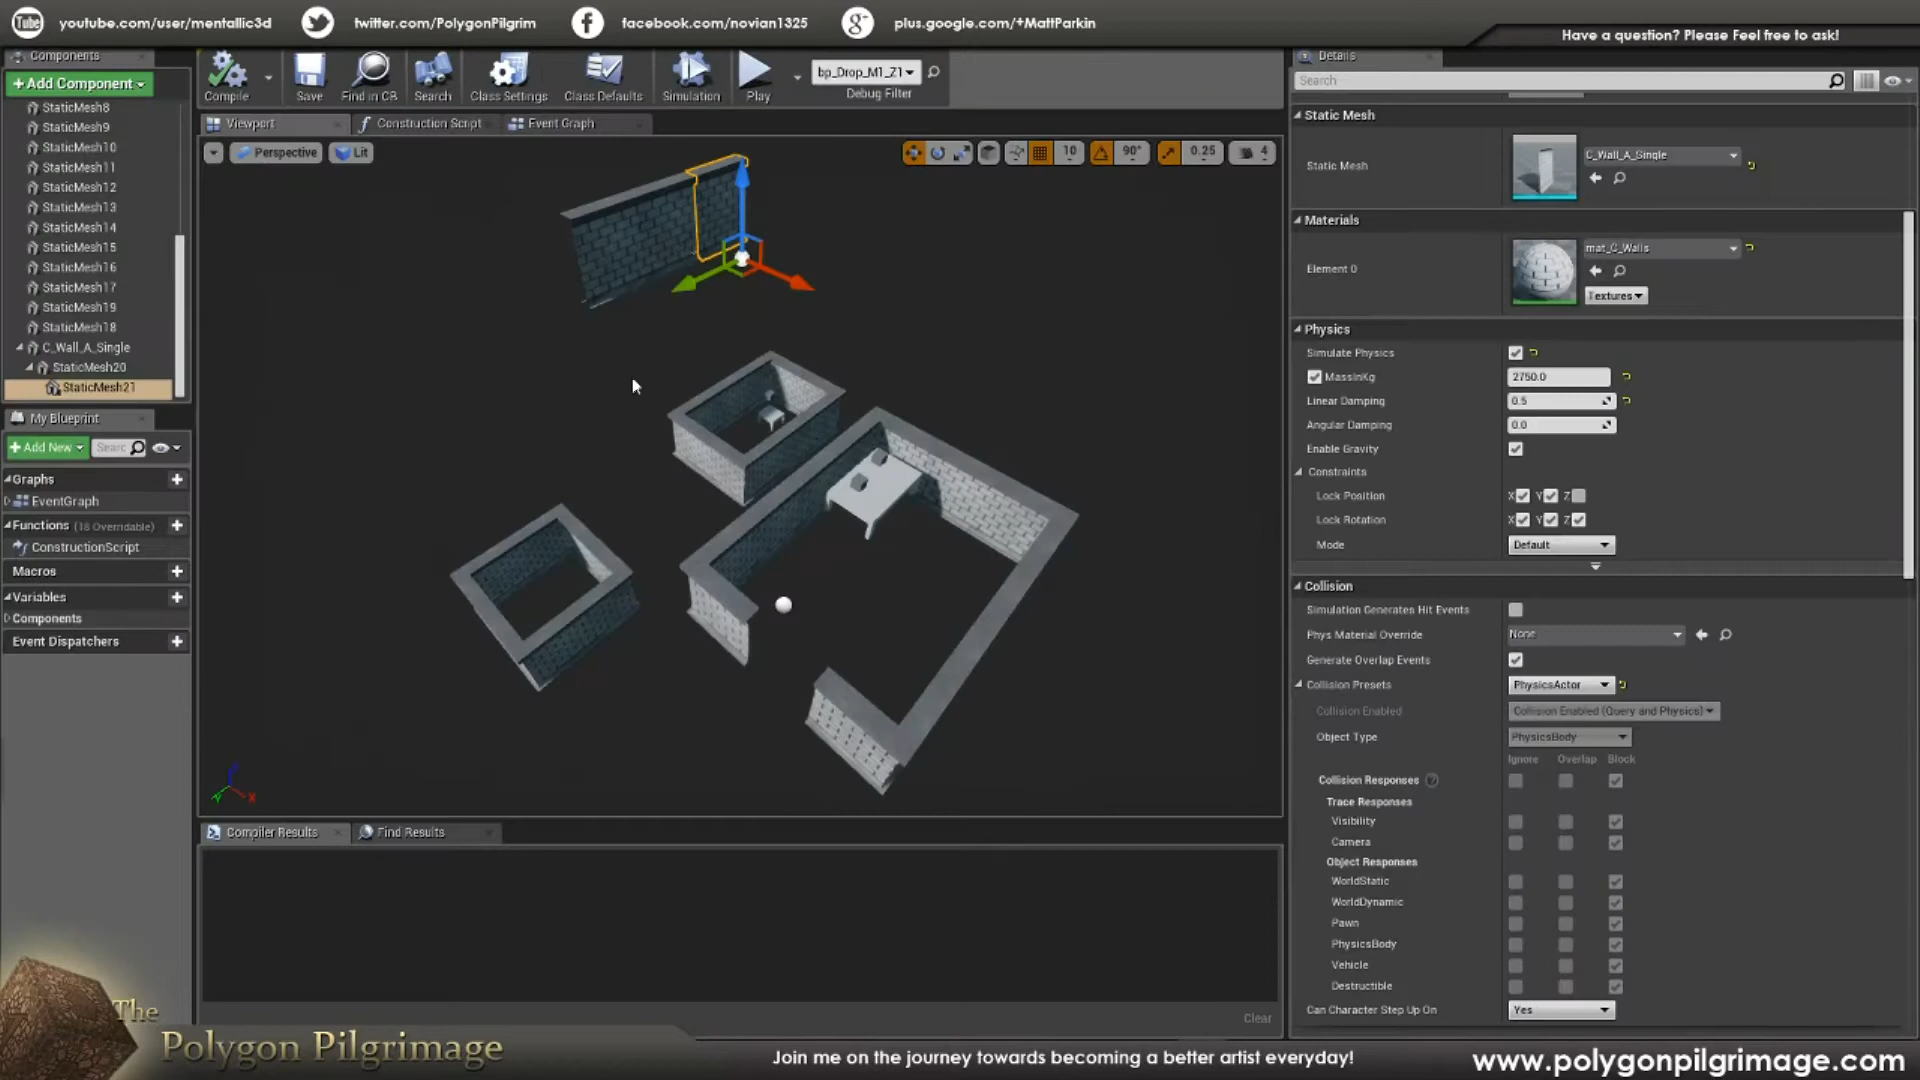 You Tube youtube.com/user/mentallic3d twitter.com/PolygonPilgrim facebook.com/novian1325 g+ plus.google.com/+MattParkin
Have a question? Please Feel free to ask!
Components
+Add Component
StaticMesh8
StaticMesh9
StaticMesh10
StaticMesh11
StaticMesh12
StaticMesh13
StaticMesh14
StaticMesh15
StaticMesh16
StaticMesh17
StaticMesh19
StaticMesh18
C_Wall_A_Single
StaticMesh20
StaticMesh21
My Blueprint
+Add New Searc
Graphs
EventGraph
Functions (18 Overridable)
ConstructionScript
Macros
Variables
Components
Event Dispatchers
Compile Save Find in CB Search Class Settings Class Defaults Simulation Play
bp_Drop_M1_Z1
Debug Filter
Viewport Construction Script Event Graph
Perspective Lit 10 90° 0.25 4
Z
Y X
Compiler Results Find Results
Clear
Details
Search
Static Mesh
Static Mesh C_Wall_A_Single
Materials
Element 0 mat_C_Walls
Textures
Physics
Simulate Physics
MassInKg 2750.0
Linear Damping 0.5
Angular Damping 0.0
Enable Gravity
Constraints
Lock Position X Y Z
Lock Rotation X Y Z
Mode Default
Collision
Simulation Generates Hit Events
Phys Material Override None
Generate Overlap Events
Collision Presets PhysicsActor
Collision Enabled Collision Enabled (Query and Physics)
Object Type PhysicsBody
Ignore Overlap Block
Collision Responses ?
Trace Responses
Visibility
Camera
Object Responses
WorldStatic
WorldDynamic
Pawn
PhysicsBody
Vehicle
Destructible
Can Character Step Up On Yes
The
Polygon Pilgrimage
Join me on the journey towards becoming a better artist everyday!
www.polygonpilgrimage.com